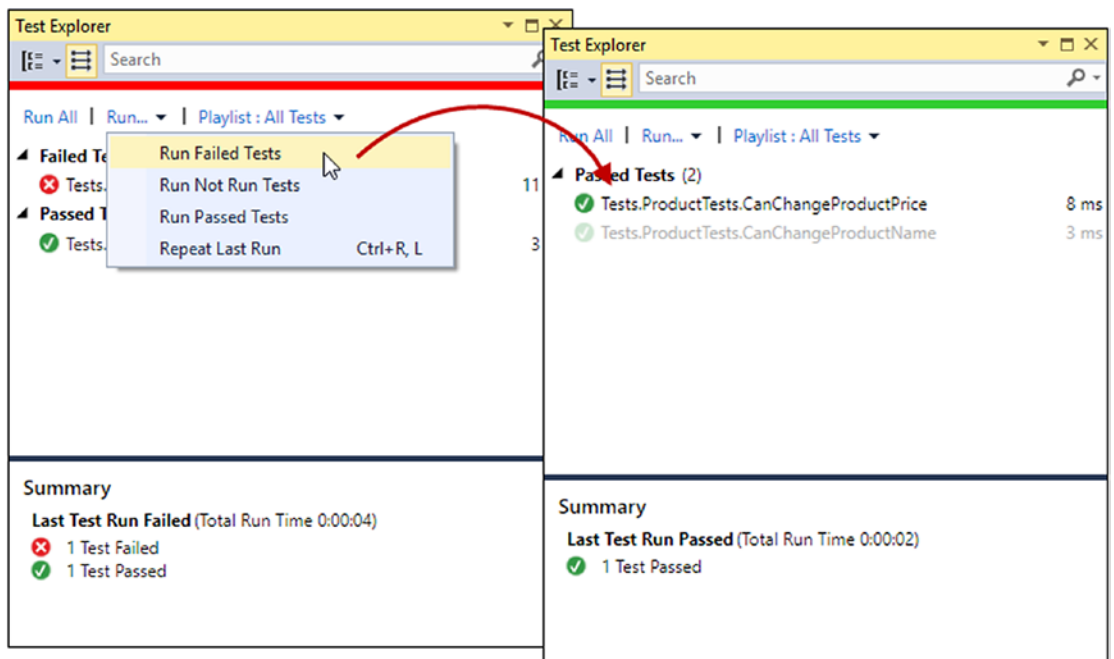 Test Explorer
Search
Run All | Run... | Playlist : All Tests
Run Failed Tests
Run Not Run Tests
Run Passed Tests
Repeat Last Run Ctrl+R, L
Failed Te
Tests. 11
Passed T
Tests. 3
Summary
Last Test Run Failed (Total Run Time 0:00:04)
1 Test Failed
1 Test Passed
Test Explorer
Search
Run All | Run... | Playlist : All Tests
Passed Tests (2)
Tests.ProductTests.CanChangeProductPrice 8 ms
Tests.ProductTests.CanChangeProductName 3 ms
Summary
Last Test Run Passed (Total Run Time 0:00:02)
1 Test Passed